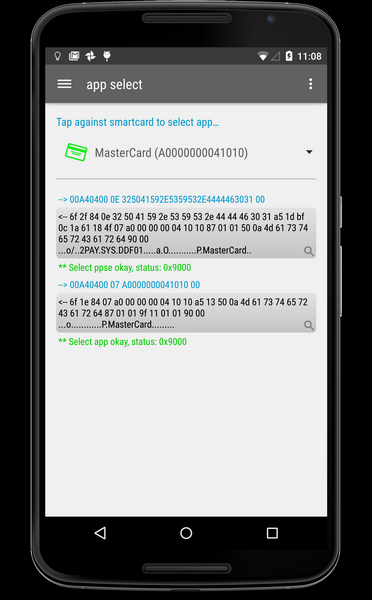 11:08
app select
Tap against smartcard to select app…
MasterCard (A0000000041010)
--> 00A40400 0E 325041592E5359532E4444463031 00
<-- 6f 2f 84 0e 32 50 41 59 2e 53 59 53 2e 44 44 46 30 31 a5 1d bf
0c 1a 61 18 4f 07 a0 00 00 00 04 10 10 87 01 01 50 0a 4d 61 73 74
65 72 43 61 72 64 90 00
...o/..2PAY.SYS.DDF01.....a.O..........P.MasterCard..
** Select ppse okay, status: 0x9000
--> 00A40400 07 A0000000041010 00
<-- 6f 1e 84 07 a0 00 00 00 04 10 10 a5 13 50 0a 4d 61 73 74 65 72
43 61 72 64 87 01 01 9f 11 01 01 90 00
...o............P.MasterCard.........
** Select app okay, status: 0x9000